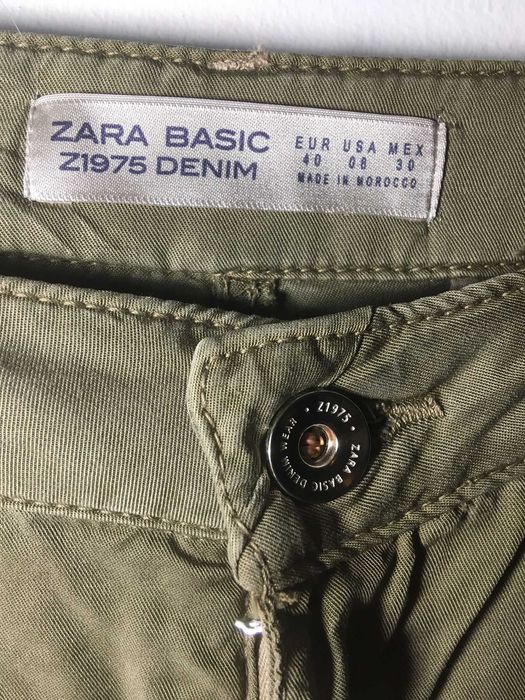 ZARA BASIC
Z1975 DENIM
EUR USA MEX
40 08 30
MADE IN MOROCCO
• Z1975 •
ZARA BASIC DENIM WEAR